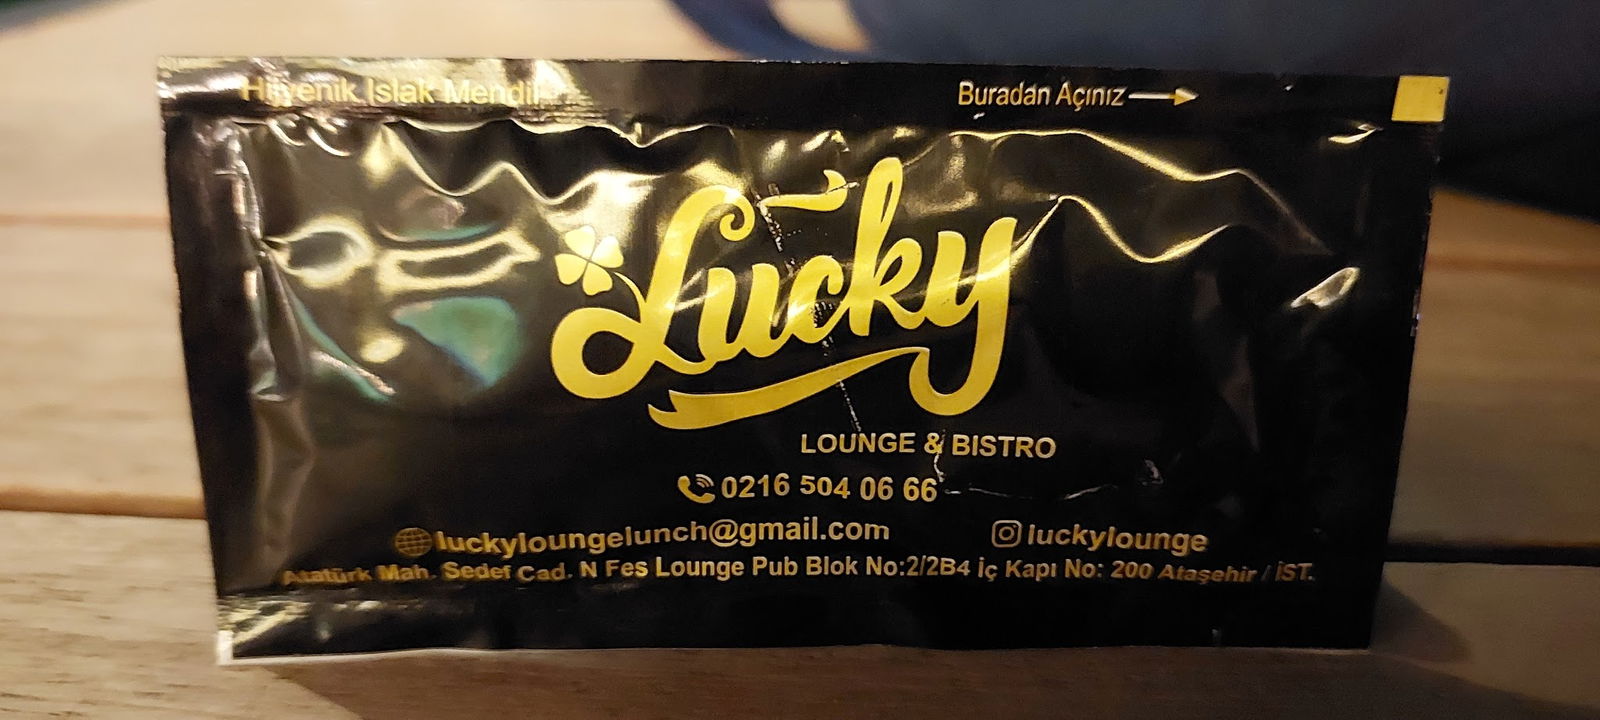 Hijyenik Islak Mendil
Buradan Açınız
Lucky
LOUNGE & BISTRO
0216 504 06 66
luckyloungelunch@gmail.com
luckylounge
Atatürk Mah. Sedef Cad. N Fes Lounge Pub Blok No:2/2B4 İç Kapı No: 200 Ataşehir / İST.